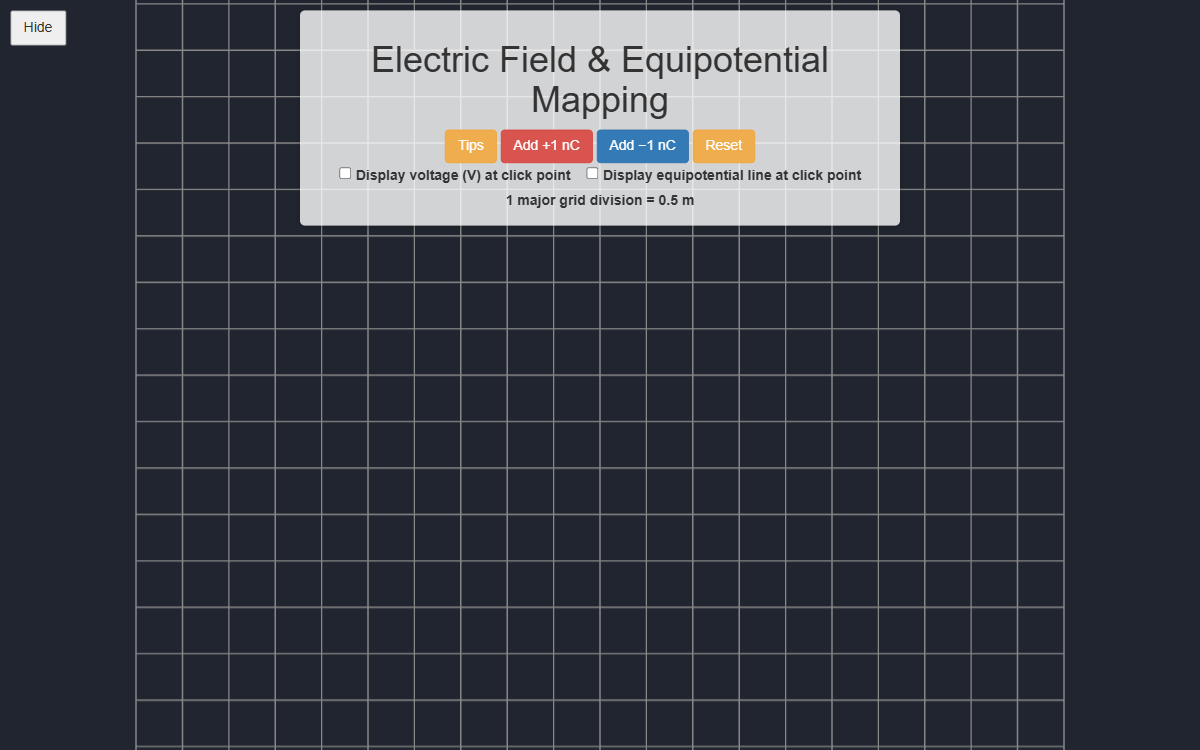 Hide
Electric Field & Equipotential
Mapping
Tips Add +1 nC Add −1 nC Reset
Display voltage (V) at click point Display equipotential line at click point
1 major grid division = 0.5 m